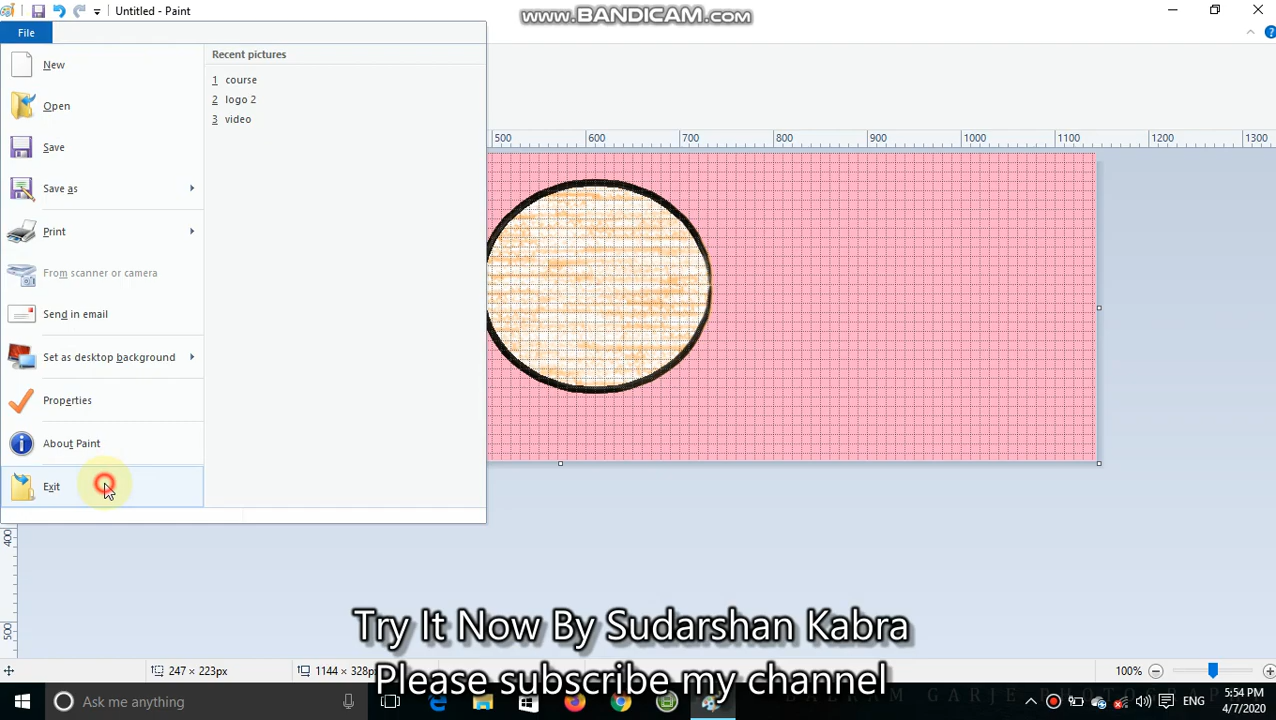 Untitled - Paint
www.BANDICAM.com
File
Recent pictures
New
1 course
Open
2 logo 2
3 video
Save
Save as
Print
From scanner or camera
Send in email
Set as desktop background
Properties
About Paint
Exit
500 600 700 800 900 1000 1100 1200 1300
400
500
Try It Now By Sudarshan Kabra
Please subscribe my channel
247 × 223px
1144 × 328px
100%
Ask me anything
ENG
5:54 PM
4/7/2020